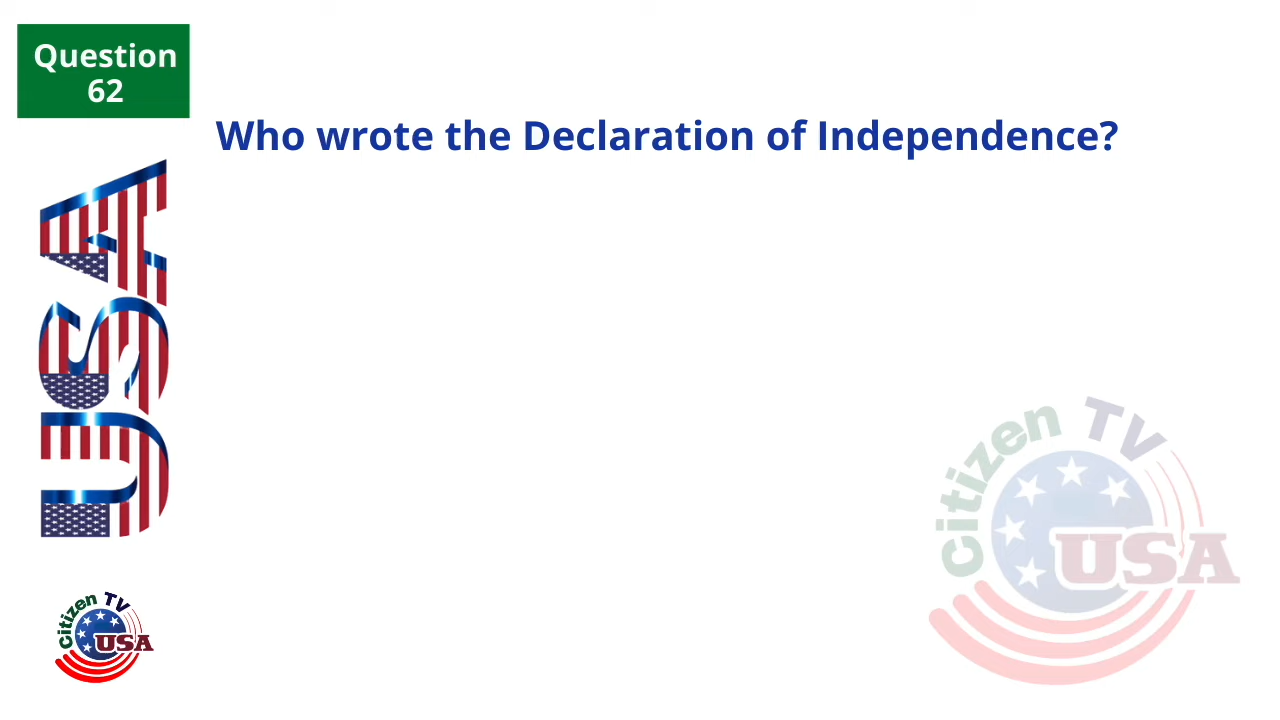 Question
62
Who wrote the Declaration of Independence?
USA
Citizen TV
USA
Citizen TV
USA